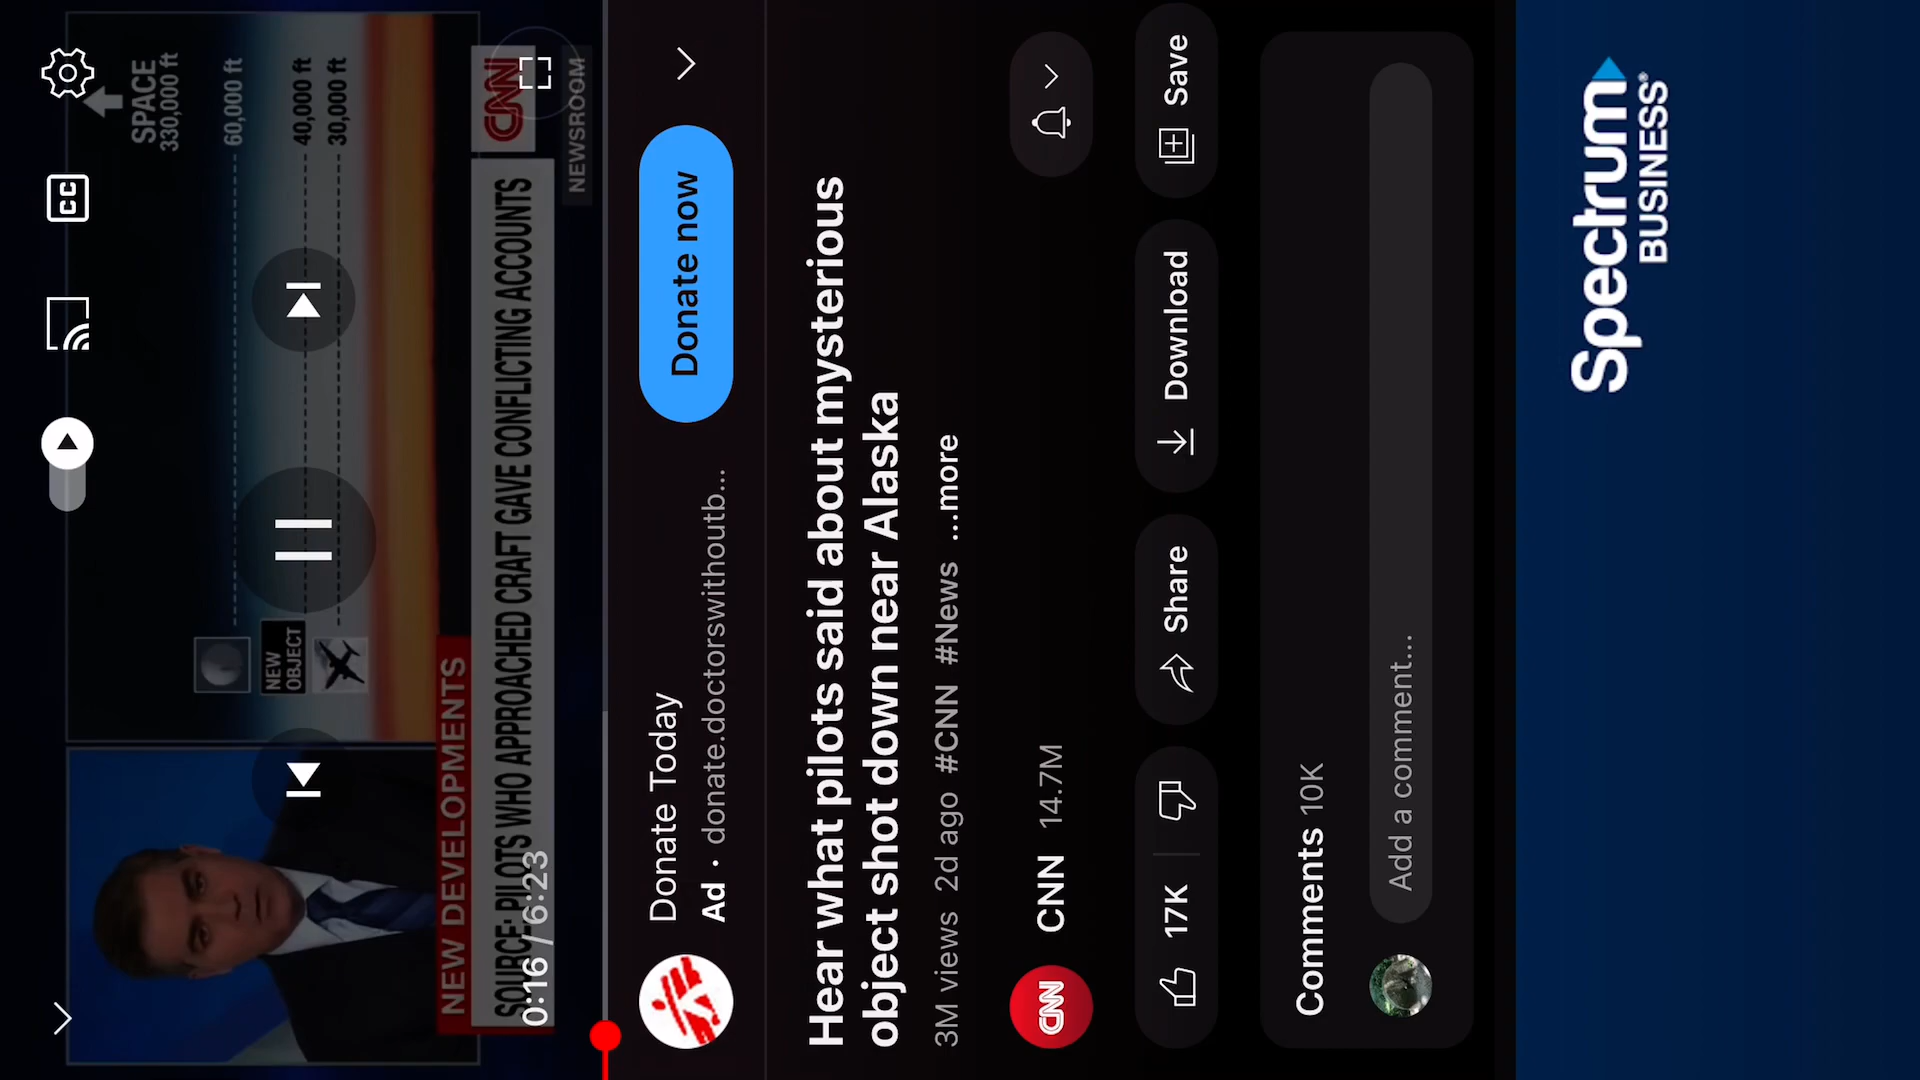 SPACE
330,000 ft
60,000 ft
40,000 ft
30,000 ft
NEW
OBJECT
NEW DEVELOPMENTS
SOURCE: PILOTS WHO APPROACHED CRAFT GAVE CONFLICTING ACCOUNTS
CNN
NEWSROOM
CC
0:16 / 6:23
Donate Today
Ad · donate.doctorswithoutb...
Donate now
Hear what pilots said about mysterious
object shot down near Alaska
3M views 2d ago #CNN #News ...more
CNN
CNN 14.7M
17K
Share
Download
Save
Comments 10K
Add a comment...
Spectrum
BUSINESS®